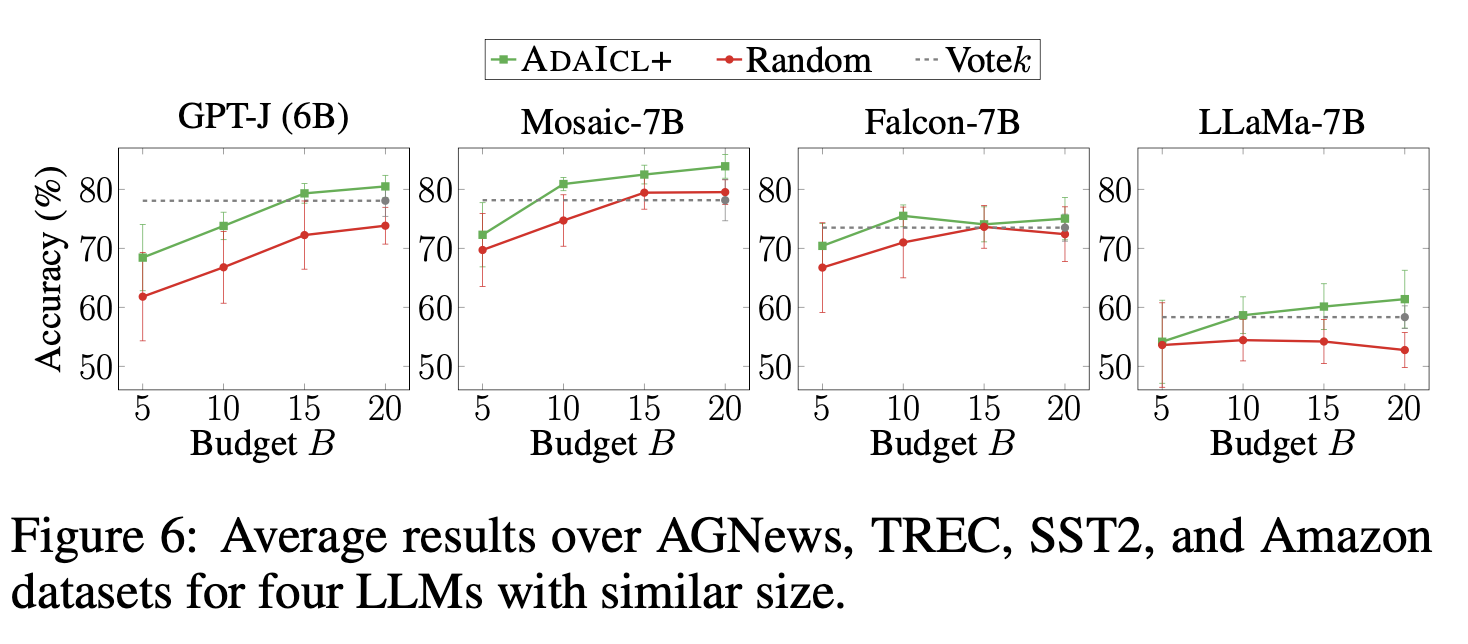 ADAICL+ Random Votek
GPT-J (6B) Mosaic-7B Falcon-7B LLaMa-7B
Accuracy (%)
80 80 80 80
70 70 70 70
60 60 60 60
50 50 50 50
5 10 15 20 5 10 15 20 5 10 15 20 5 10 15 20
Budget B Budget B Budget B Budget B
Figure 6: Average results over AGNews, TREC, SST2, and Amazon
datasets for four LLMs with similar size.